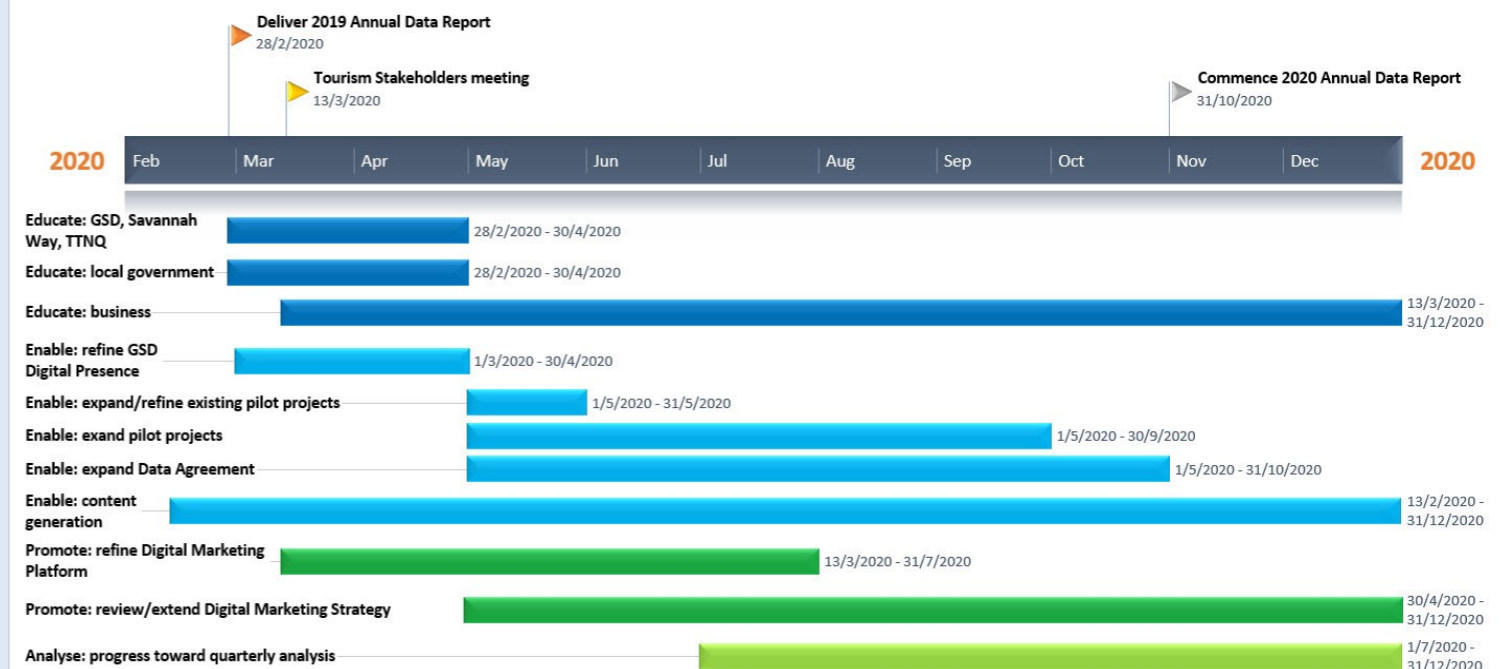 Deliver 2019 Annual Data Report
28/2/2020
Tourism Stakeholders meeting
13/3/2020
Commence 2020 Annual Data Report
31/10/2020
2020 Feb Mar Apr May Jun Jul Aug Sep Oct Nov Dec 2020
Educate: GSD, Savannah
Way, TTNQ
28/2/2020 - 30/4/2020
Educate: local government
28/2/2020 - 30/4/2020
Educate: business
13/3/2020 -
31/12/2020
Enable: refine GSD
Digital Presence
1/3/2020 - 30/4/2020
Enable: expand/refine existing pilot projects
1/5/2020 - 31/5/2020
Enable: exand pilot projects
1/5/2020 - 30/9/2020
Enable: expand Data Agreement
1/5/2020 - 31/10/2020
Enable: content
generation
13/2/2020 -
31/12/2020
Promote: refine Digital Marketing
Platform
13/3/2020 - 31/7/2020
Promote: review/extend Digital Marketing Strategy
30/4/2020 -
31/12/2020
Analyse: progress toward quarterly analysis
1/7/2020 -
31/12/2020